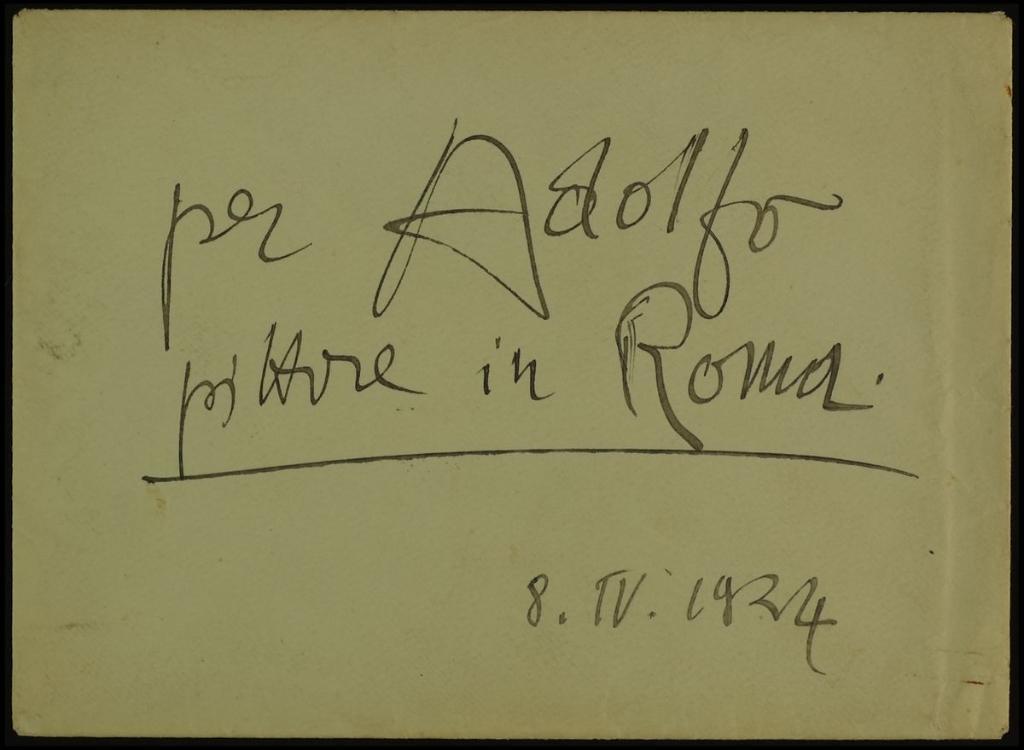 per Adolfo
pittore in Roma.
8. IV. 1924